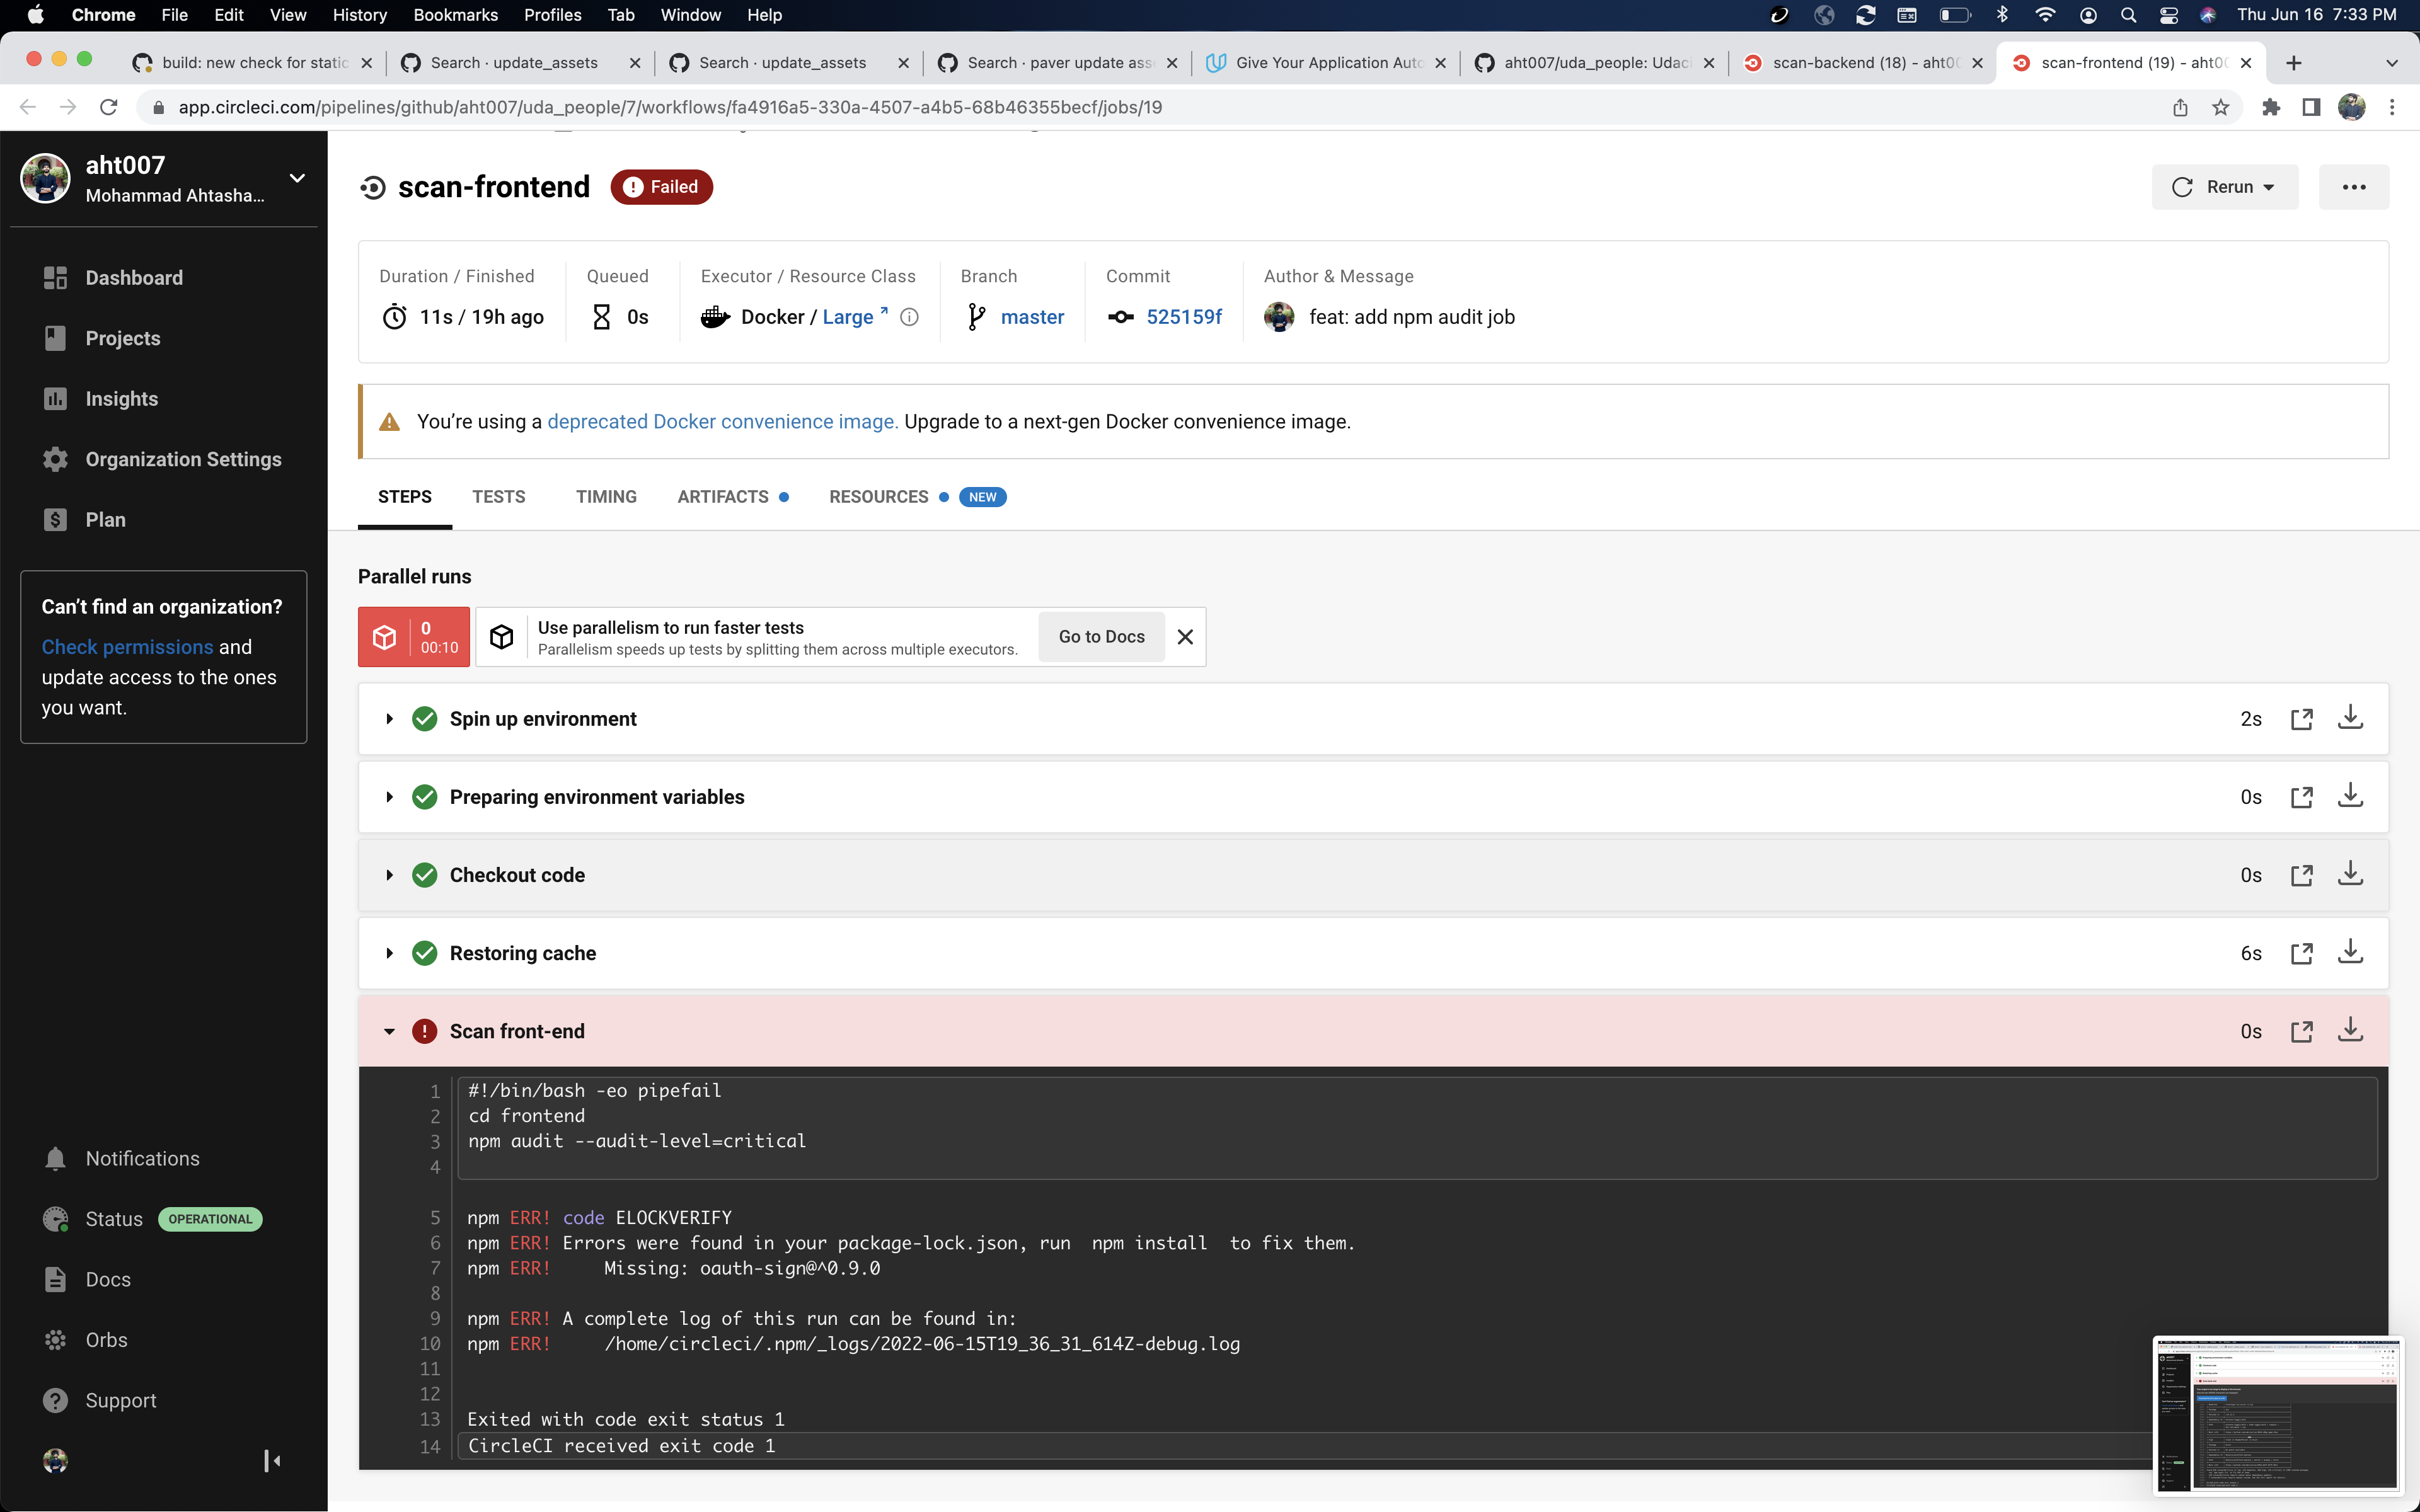 Chrome File Edit View History Bookmarks Profiles Tab Window Help Thu Jun 16 7:33 PM
build: new check for static Search · update_assets Search · update_assets Search · paver update ass Give Your Application Auto aht007/uda_people: Udac scan-backend (18) - aht00 scan-frontend (19) - aht00
app.circleci.com/pipelines/github/aht007/uda_people/7/workflows/fa4916a5-330a-4507-a4b5-68b46355becf/jobs/19
aht007
Mohammad Ahtasha...
Dashboard
Projects
Insights
Organization Settings
Plan
Can't find an organization?
Check permissions and
update access to the ones
you want.
Notifications
Status OPERATIONAL
Docs
Orbs
Support
scan-frontend Failed
Rerun
Duration / Finished Queued Executor / Resource Class Branch Commit Author & Message
11s / 19h ago 0s Docker / Large master 525159f feat: add npm audit job
You're using a deprecated Docker convenience image. Upgrade to a next-gen Docker convenience image.
STEPS TESTS TIMING ARTIFACTS RESOURCES NEW
Parallel runs
0
00:10
Use parallelism to run faster tests
Parallelism speeds up tests by splitting them across multiple executors.
Go to Docs
Spin up environment 2s
Preparing environment variables 0s
Checkout code 0s
Restoring cache 6s
Scan front-end 0s
1 #!/bin/bash -eo pipefail
2 cd frontend
3 npm audit --audit-level=critical
4
5 npm ERR! code ELOCKVERIFY
6 npm ERR! Errors were found in your package-lock.json, run  npm install  to fix them.
7 npm ERR!     Missing: oauth-sign@^0.9.0
8
9 npm ERR! A complete log of this run can be found in:
10 npm ERR!     /home/circleci/.npm/_logs/2022-06-15T19_36_31_614Z-debug.log
11
12
13 Exited with code exit status 1
14 CircleCI received exit code 1